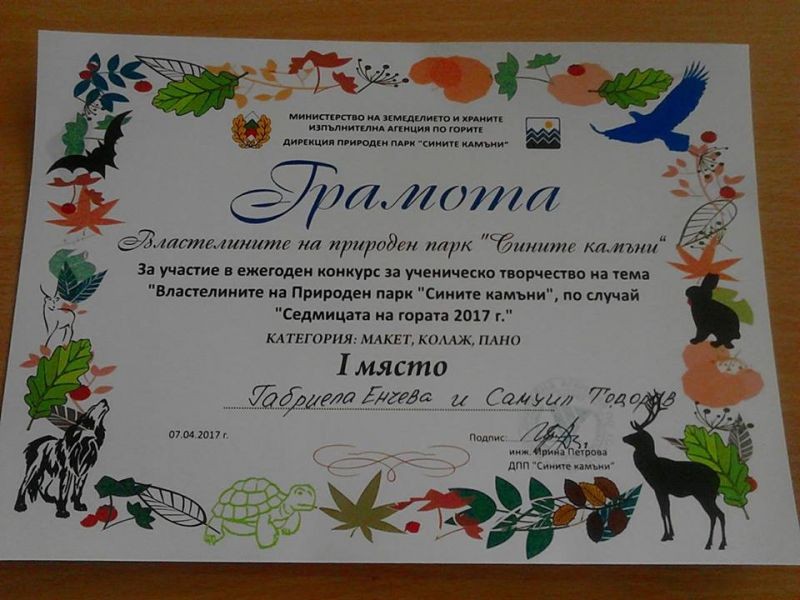 МИНИСТЕРСТВО НА ЗЕМЕДЕЛИЕТО И ХРАНИТЕ
ИЗПЪЛНИТЕЛНА АГЕНЦИЯ ПО ГОРИТЕ
ДИРЕКЦИЯ ПРИРОДЕН ПАРК "СИНИТЕ КАМЪНИ"
Грамота
Властелините на природен парк "Сините камъни"
За участие в ежегоден конкурс за ученическо творчество на тема
"Властелините на Природен парк "Сините камъни", по случай
"Седмицата на гората 2017 г."
КАТЕГОРИЯ: МАКЕТ, КОЛАЖ, ПАНО
I място
Габриела Енчева и Самуил Тодоров
07.04.2017 г.
Подпис:
инж. Ирина Петрова
ДПП "Сините камъни"